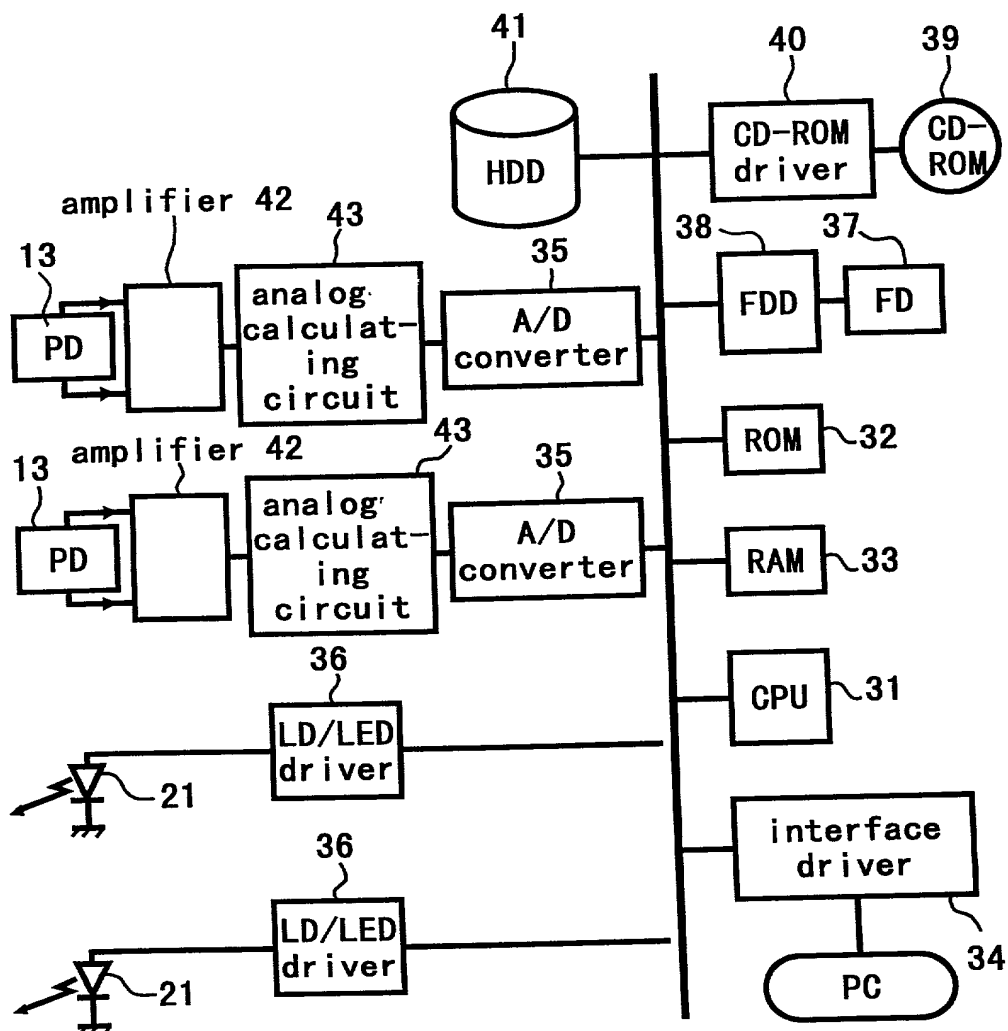 41
40
39
HDD
CD-ROM
driver
CD-
ROM
amplifier 42
43
13
PD
analog
calculat-
ing
circuit
35
A/D
converter
38
37
FDD
FD
amplifier 42
43
13
PD
analog
calculat-
ing
circuit
35
A/D
converter
ROM
32
RAM
33
CPU
31
36
LD/LED
driver
21
interface
driver
34
PC
36
LD/LED
driver
21